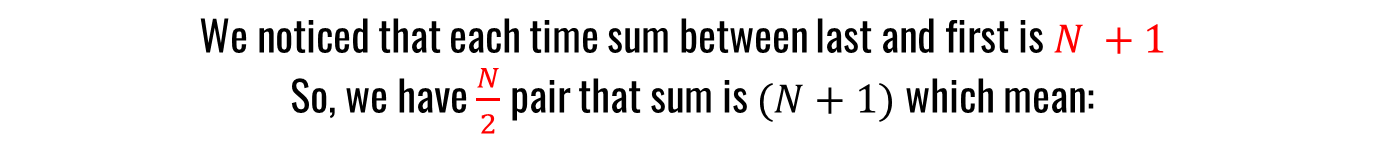 We noticed that each time sum between last and first is N + 1
So, we have N/2 pair that sum is (N + 1) which mean: